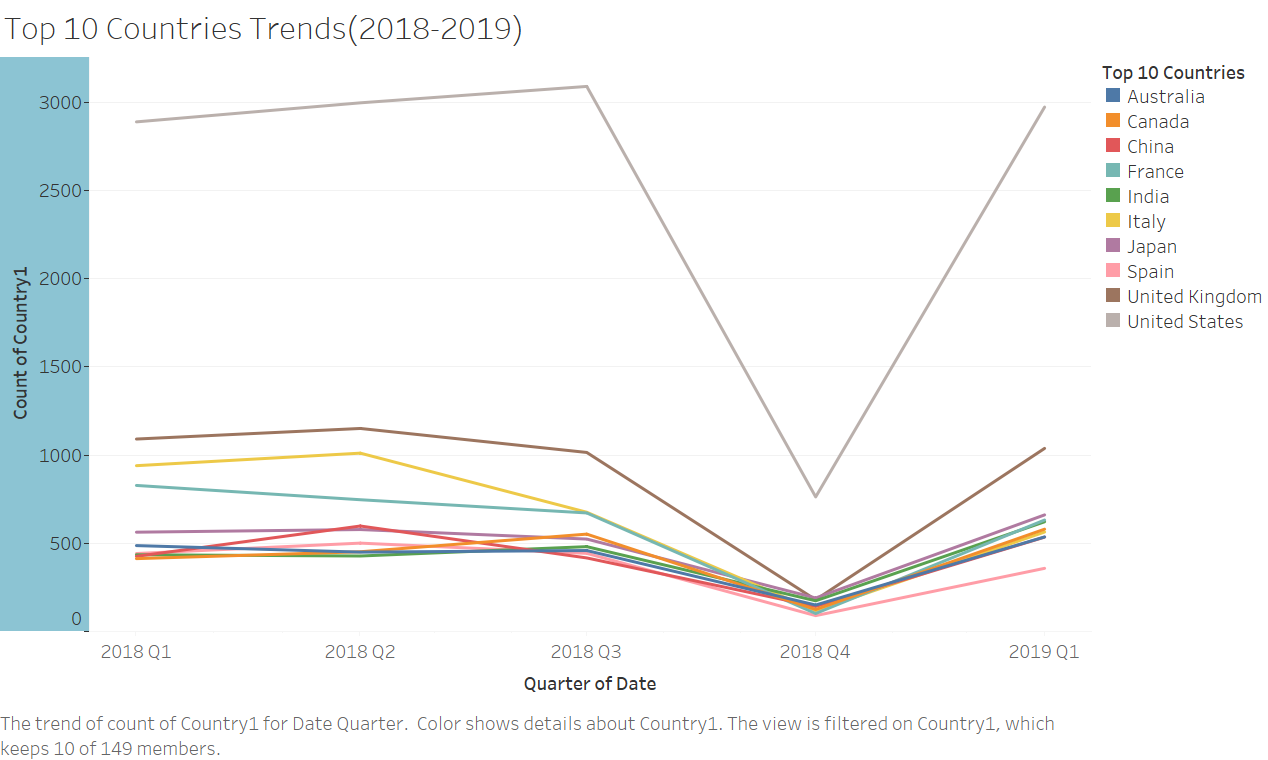 Top 10 Countries Trends(2018-2019)
Count of Country1
3000
2500
2000
1500
1000
500
0
2018 Q1
2018 Q2
2018 Q3
2018 Q4
2019 Q1
Quarter of Date
Top 10 Countries
Australia
Canada
China
France
India
Italy
Japan
Spain
United Kingdom
United States
The trend of count of Country1 for Date Quarter.  Color shows details about Country1. The view is filtered on Country1, which
keeps 10 of 149 members.